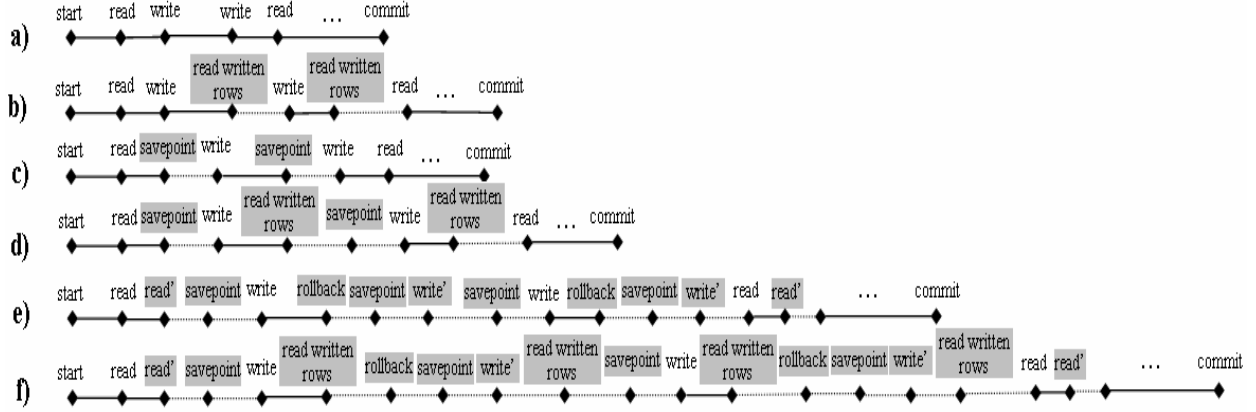 a) start read write write read ... commit
b) start read write read written rows write read written rows read ... commit
c) start read savepoint write savepoint write read ... commit
d) start read savepoint write read written rows savepoint write read written rows read ... commit
e) start read read' savepoint write rollback savepoint write' savepoint write rollback savepoint write' read read' ... commit
f) start read read' savepoint write read written rows rollback savepoint write' read written rows savepoint write read written rows rollback savepoint write' read written rows read read' ... commit